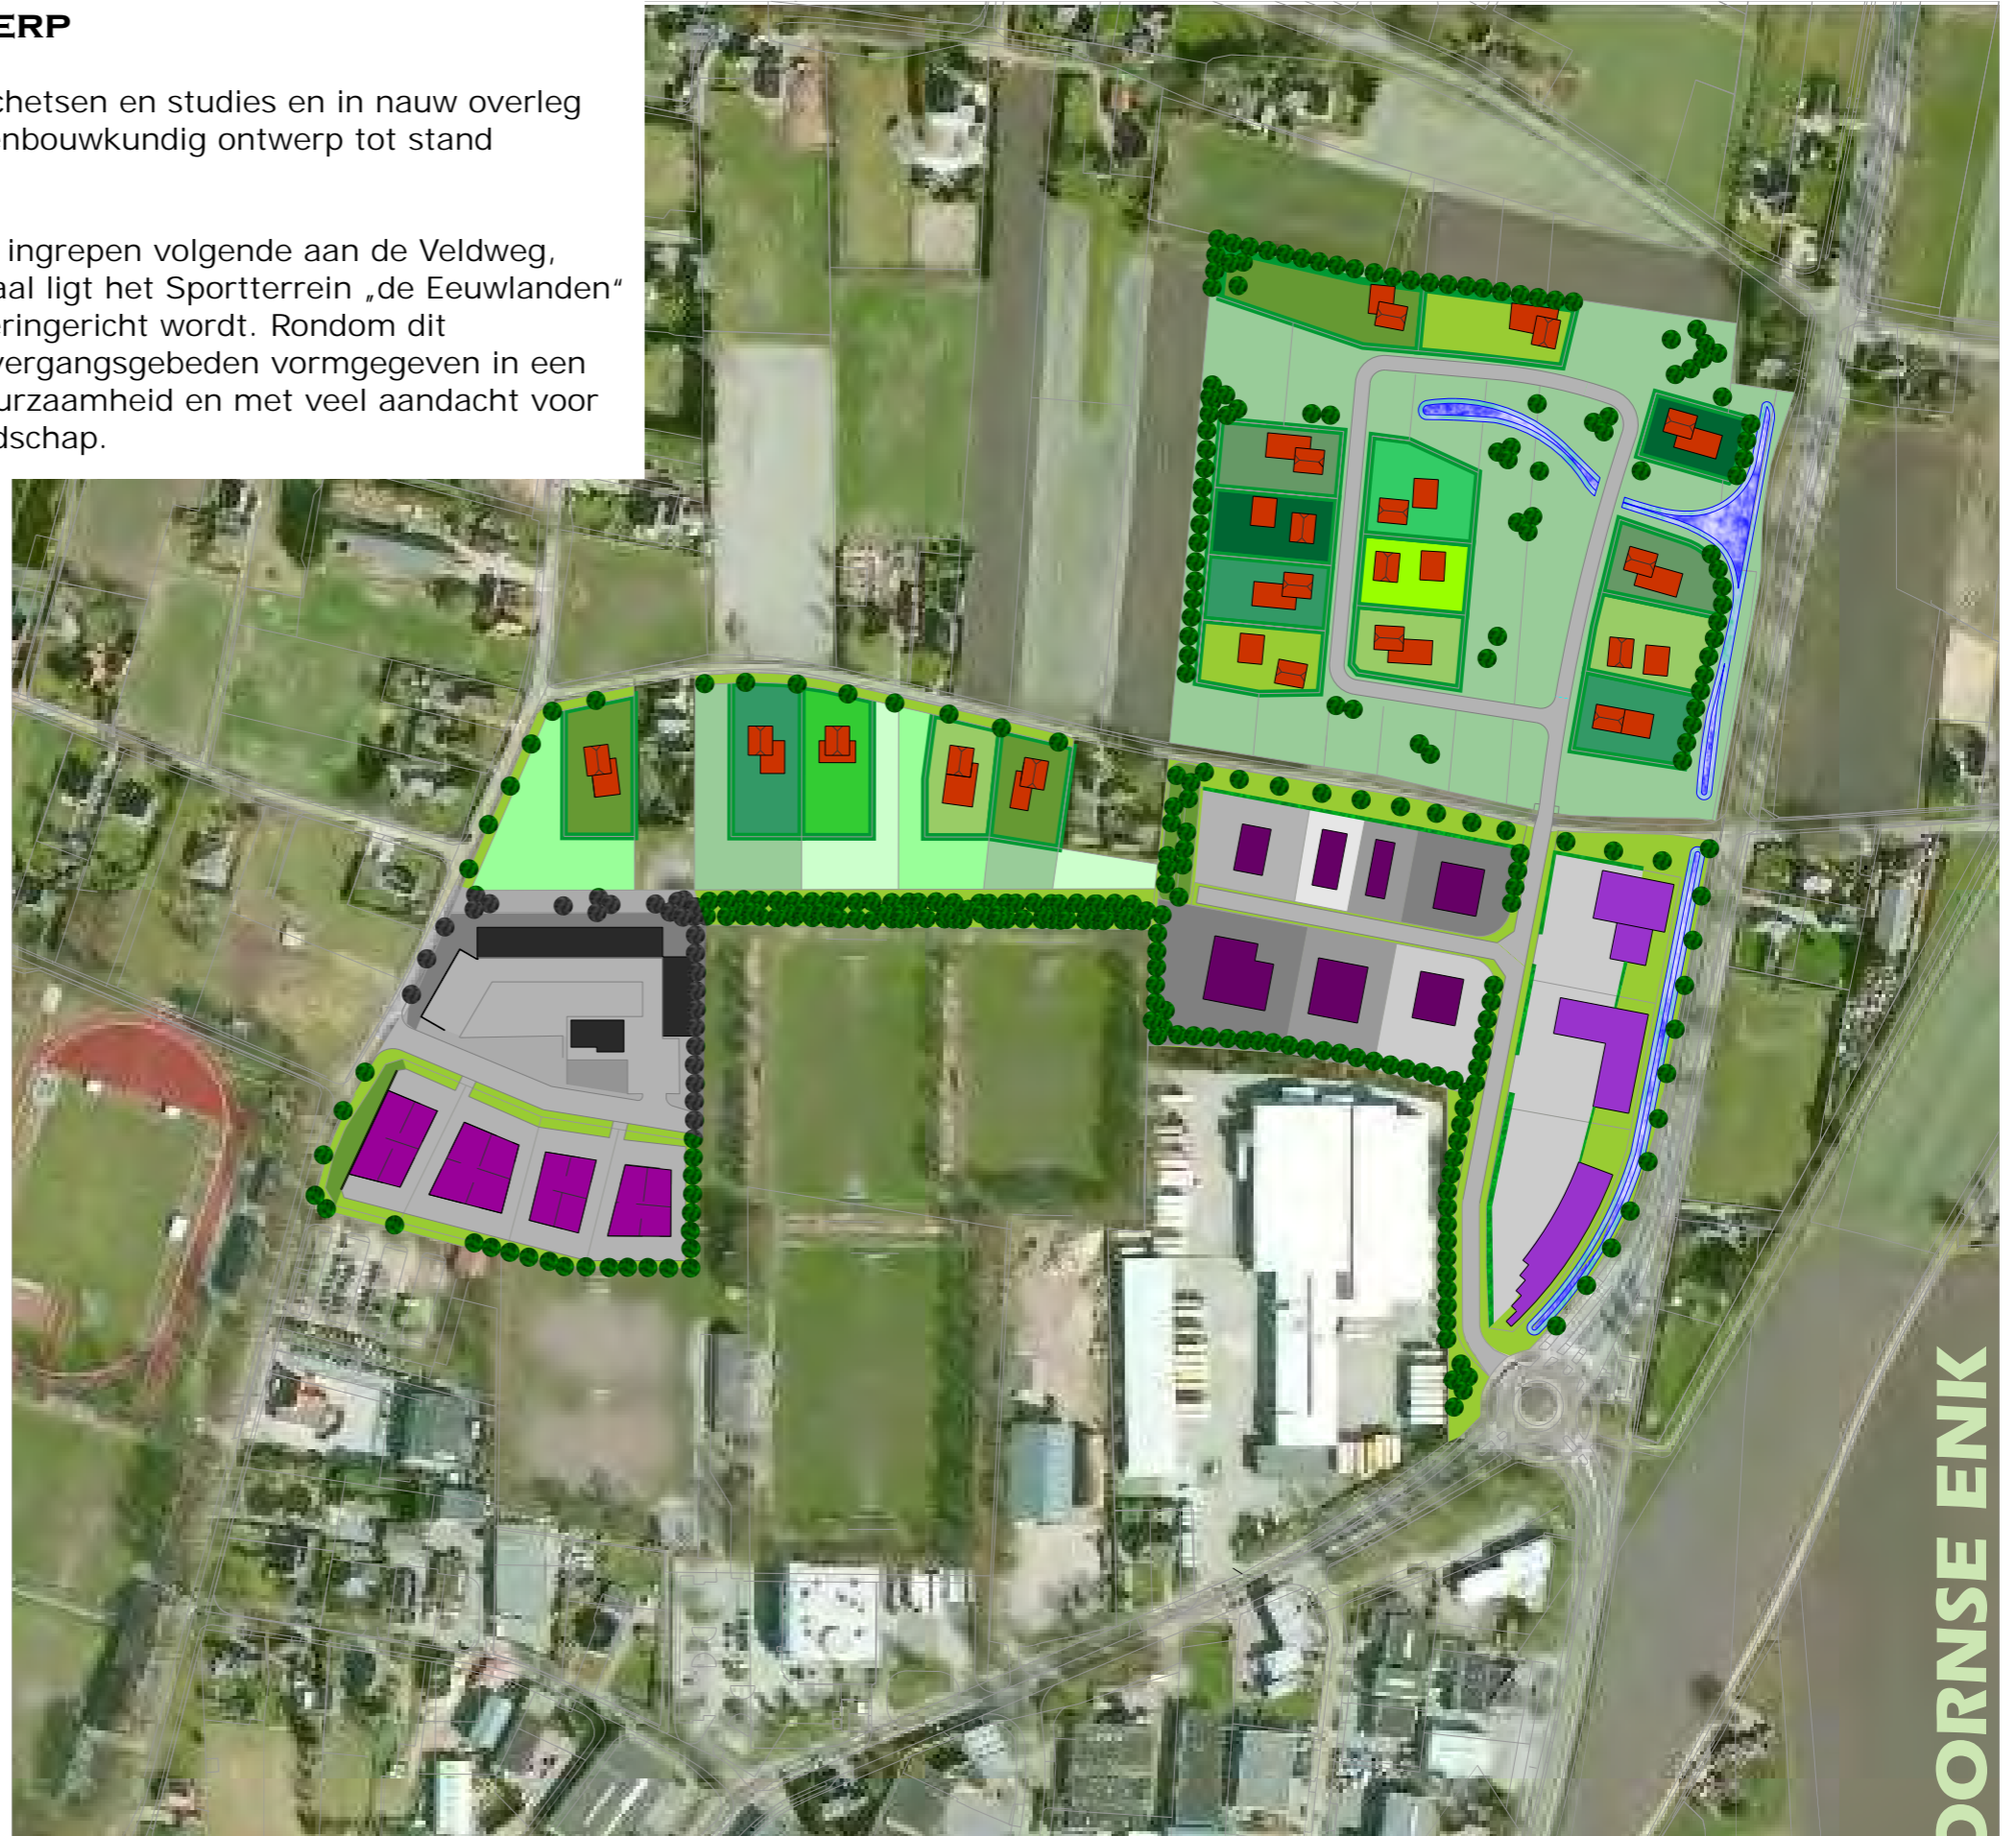 ERP
chetsen en studies en in nauw overleg
enbouwkundig ontwerp tot stand
ingrepen volgende aan de Veldweg,
aal ligt het Sportterrein „de Eeuwlanden“
eringericht wordt. Rondom dit
vergangsgebeden vormgegeven in een
urzaamheid en met veel aandacht voor
dschap.
DOORNSE ENK